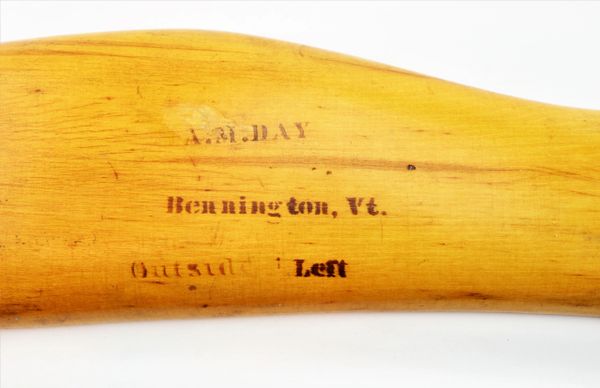 A.M.DAY
Bennington, Vt.
Outside Left